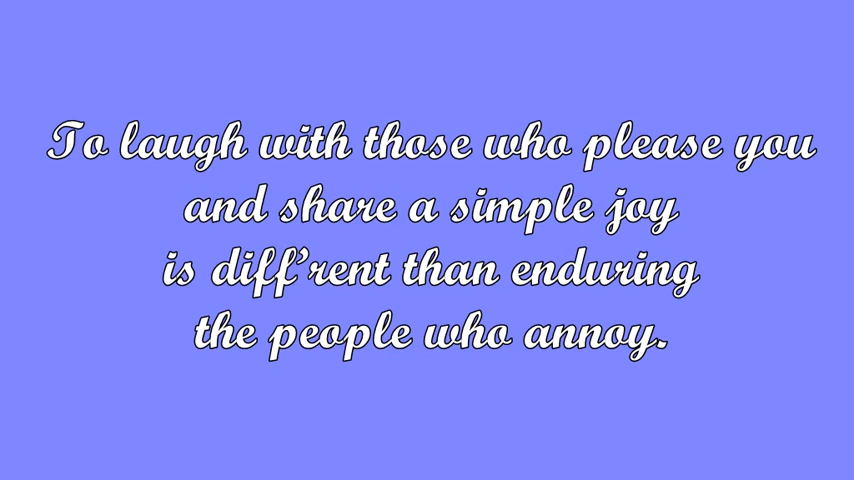 To laugh with those who please you
and share a simple joy
is diff’rent than enduring
the people who annoy.